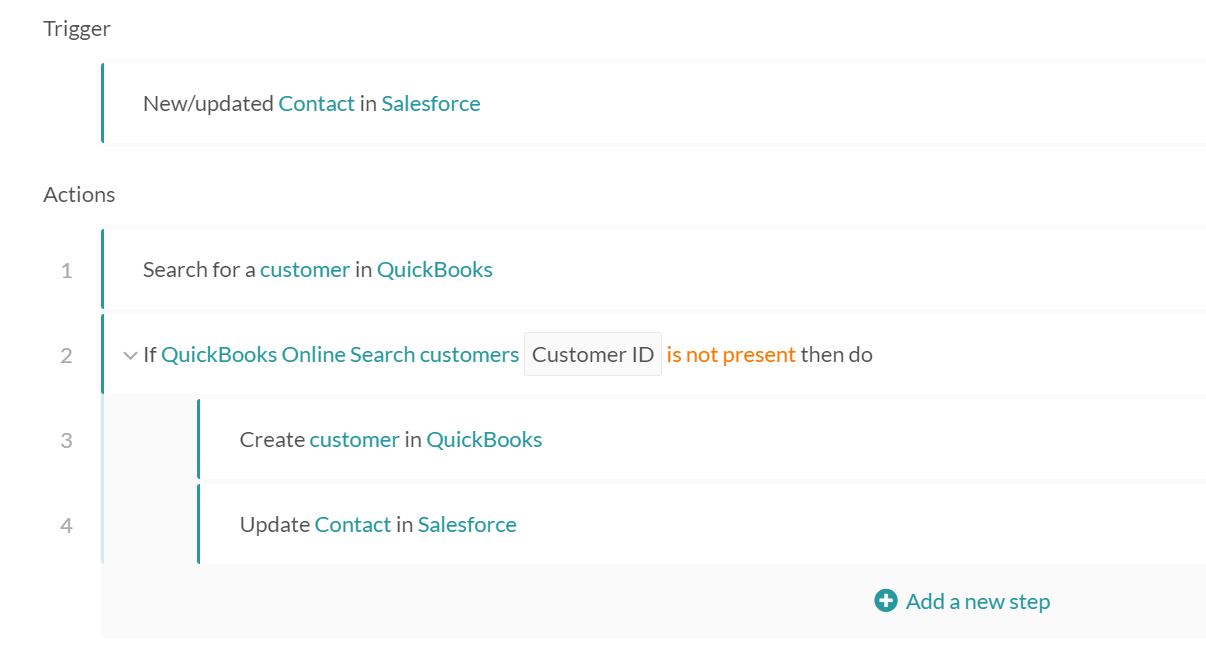 Trigger
New/updated Contact in Salesforce
Actions
1 Search for a customer in QuickBooks
2 If QuickBooks Online Search customers Customer ID is not present then do
3 Create customer in QuickBooks
4 Update Contact in Salesforce
Add a new step